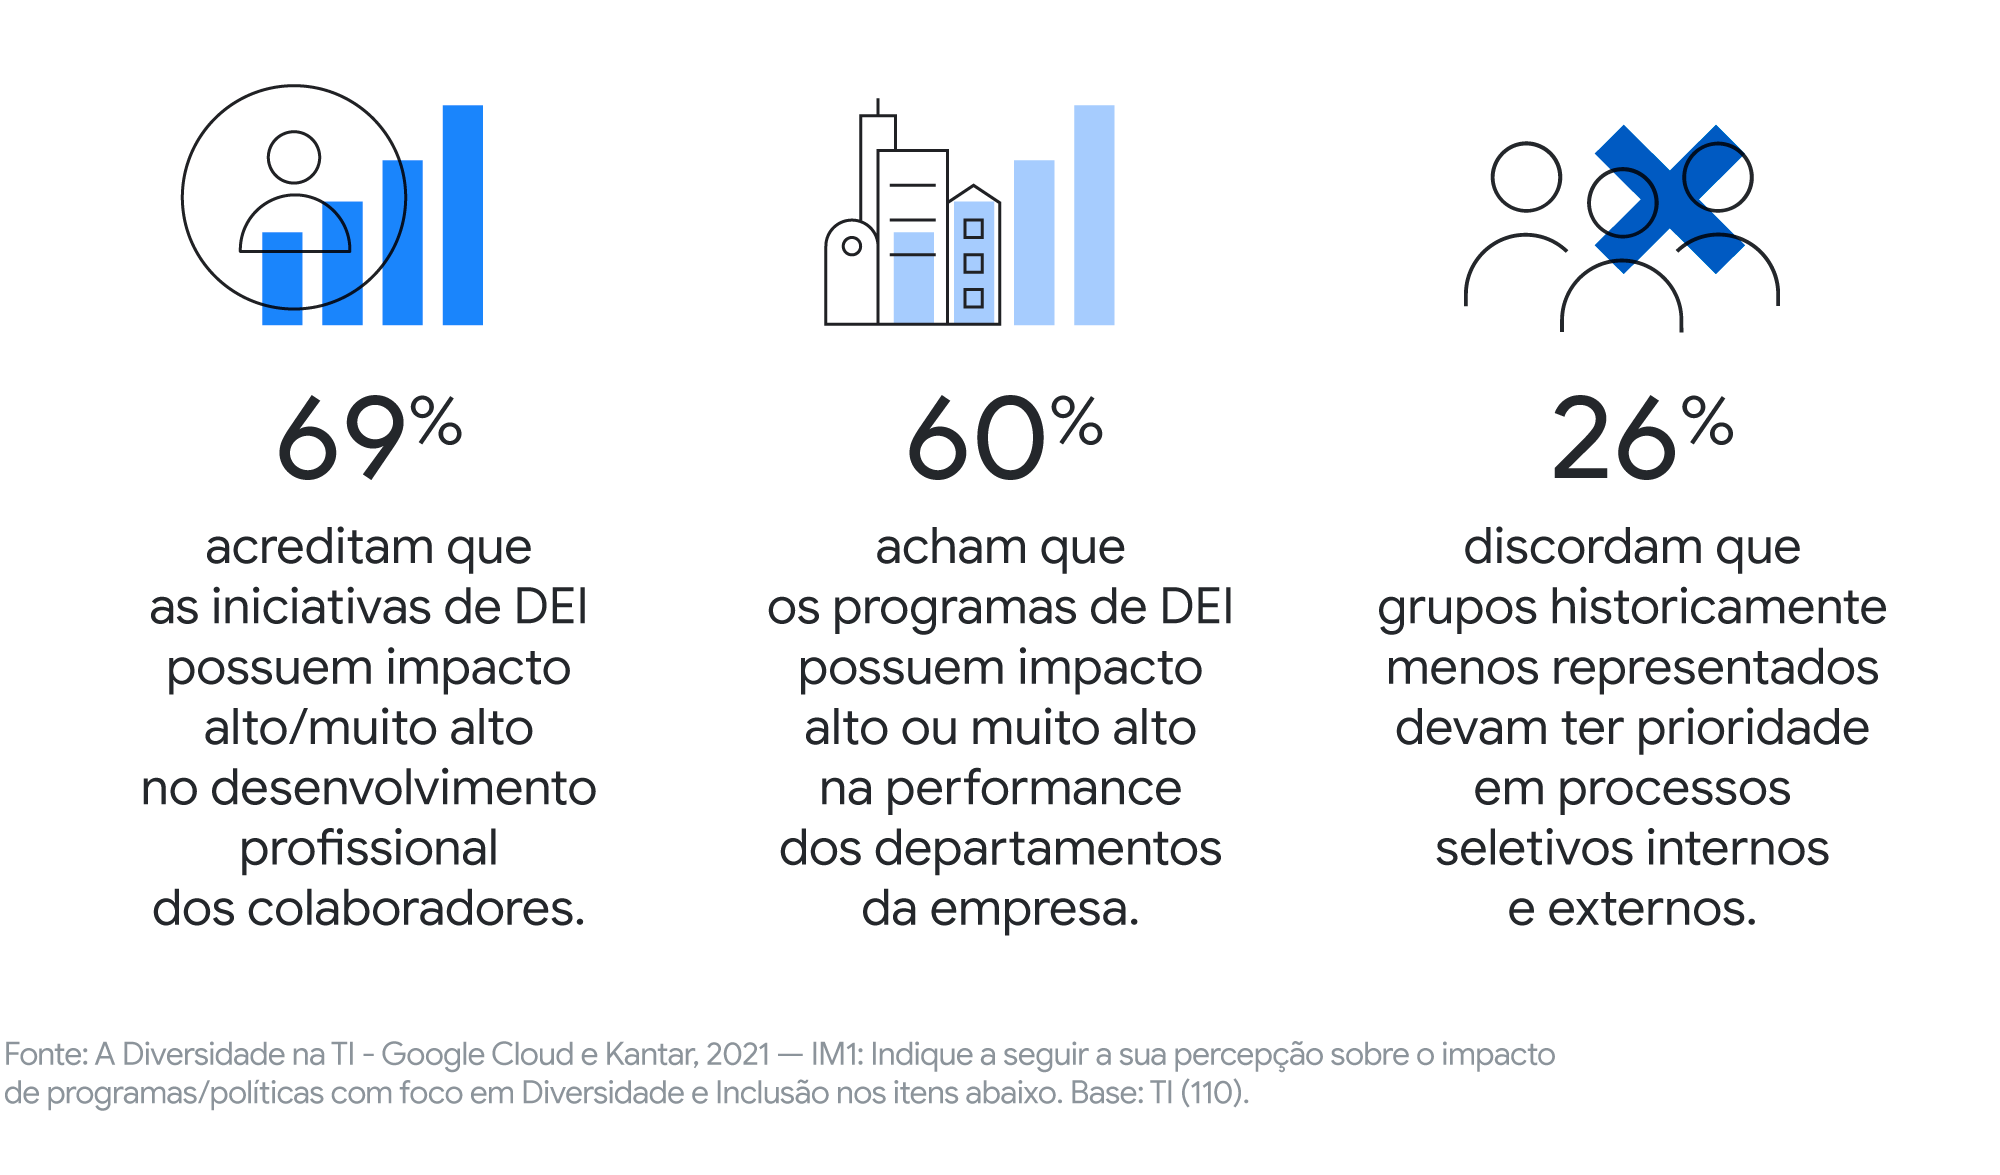 69%
acreditam que
as iniciativas de DEI
possuem impacto
alto/muito alto
no desenvolvimento
profissional
dos colaboradores.
60%
acham que
os programas de DEI
possuem impacto
alto ou muito alto
na performance
dos departamentos
da empresa.
26%
discordam que
grupos historicamente
menos representados
devam ter prioridade
em processos
seletivos internos
e externos.
Fonte: A Diversidade na TI - Google Cloud e Kantar, 2021 — IM1: Indique a seguir a sua percepção sobre o impacto
de programas/políticas com foco em Diversidade e Inclusão nos itens abaixo. Base: TI (110).